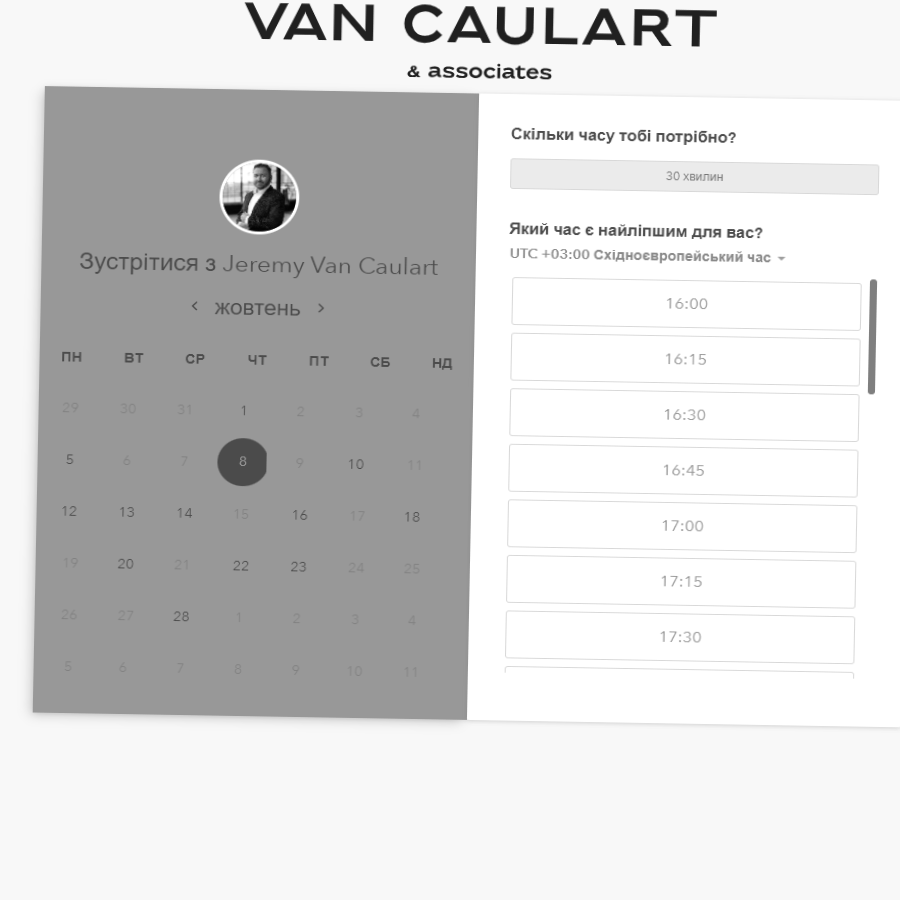 VAN CAULART
& associates
Зустрітися з Jeremy Van Caulart
‹ жовтень ›
ПН ВТ СР ЧТ ПТ СБ НД
29 30 31 1 2 3 4
5 6 7 8 9 10 11
12 13 14 15 16 17 18
19 20 21 22 23 24 25
26 27 28 1 2 3 4
5 6 7 8 9 10 11
Скільки часу тобі потрібно?
30 хвилин
Який час є найліпшим для вас?
UTC +03:00 Східноєвропейський час
16:00
16:15
16:30
16:45
17:00
17:15
17:30